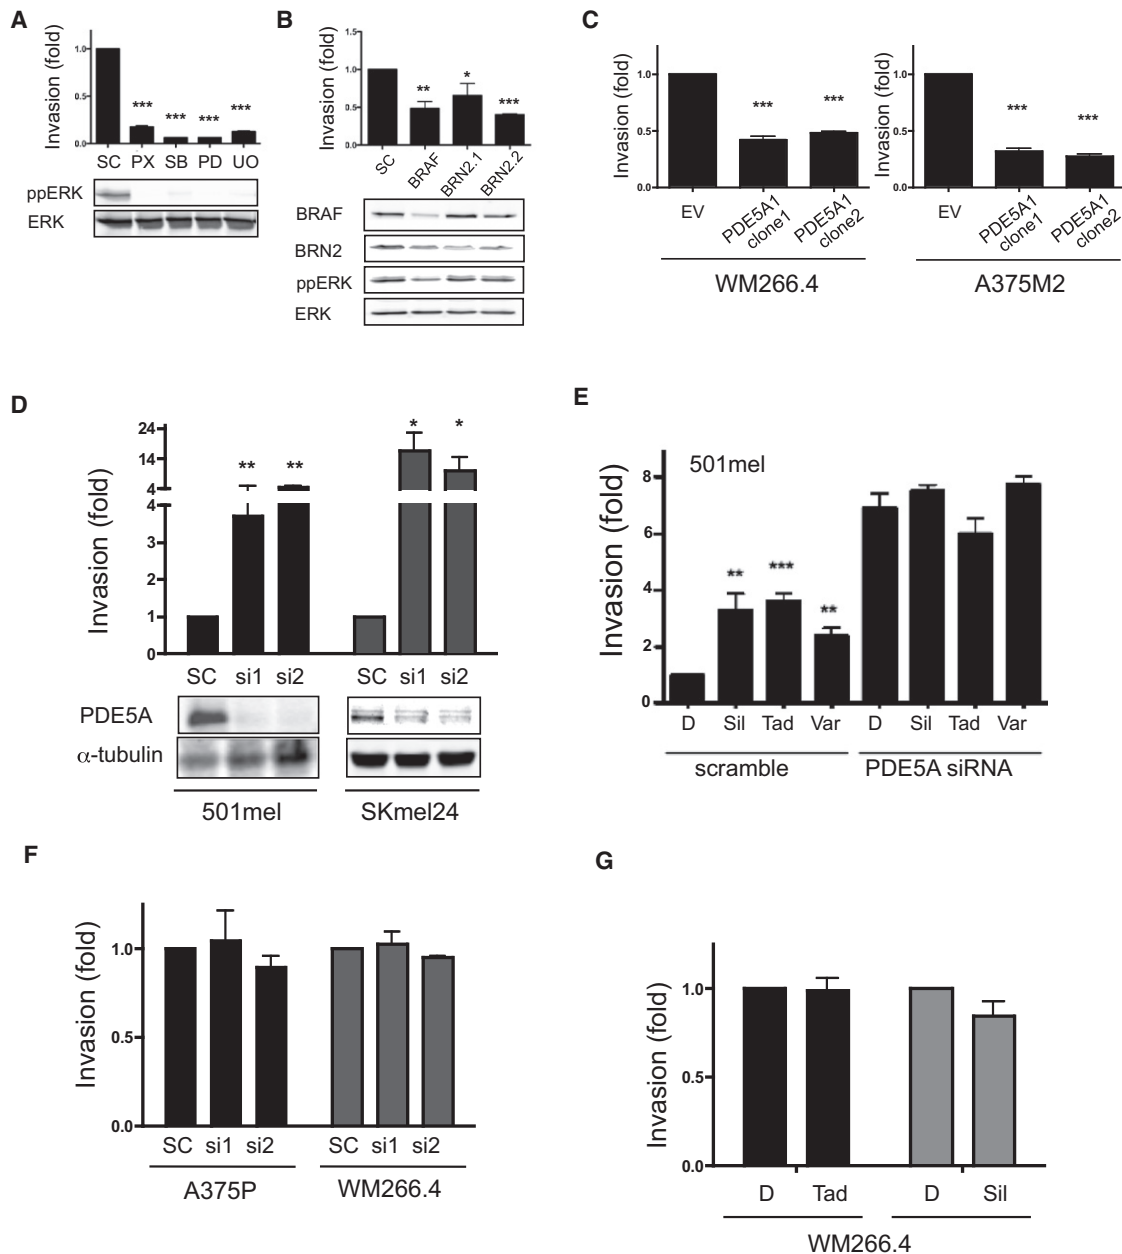 A
Invasion (fold)
1.0
0.5
0.0
***
***
***
***
SC PX SB PD UO
ppERK
ERK
B
Invasion (fold)
1.5
1.0
0.5
0.0
**
*
***
SC BRAF BRN2.1 BRN2.2
BRAF
BRN2
ppERK
ERK
C
Invasion (fold)
1.0
0.5
0.0
***
***
EV PDE5A1 clone1 PDE5A1 clone2
WM266.4
Invasion (fold)
1.0
0.5
0.0
***
***
EV PDE5A1 clone1 PDE5A1 clone2
A375M2
D
Invasion (fold)
24
14
4
4
3
2
1
0
** **
* *
SC si1 si2 SC si1 si2
PDE5A
α-tubulin
501mel SKmel24
E
501mel
Invasion (fold)
8
6
4
2
0
** *** **
D Sil Tad Var D Sil Tad Var
scramble PDE5A siRNA
F
Invasion (fold)
1.0
0.5
0.0
SC si1 si2 SC si1 si2
A375P WM266.4
G
Invasion (fold)
1.0
0.5
0.0
D Tad D Sil
WM266.4